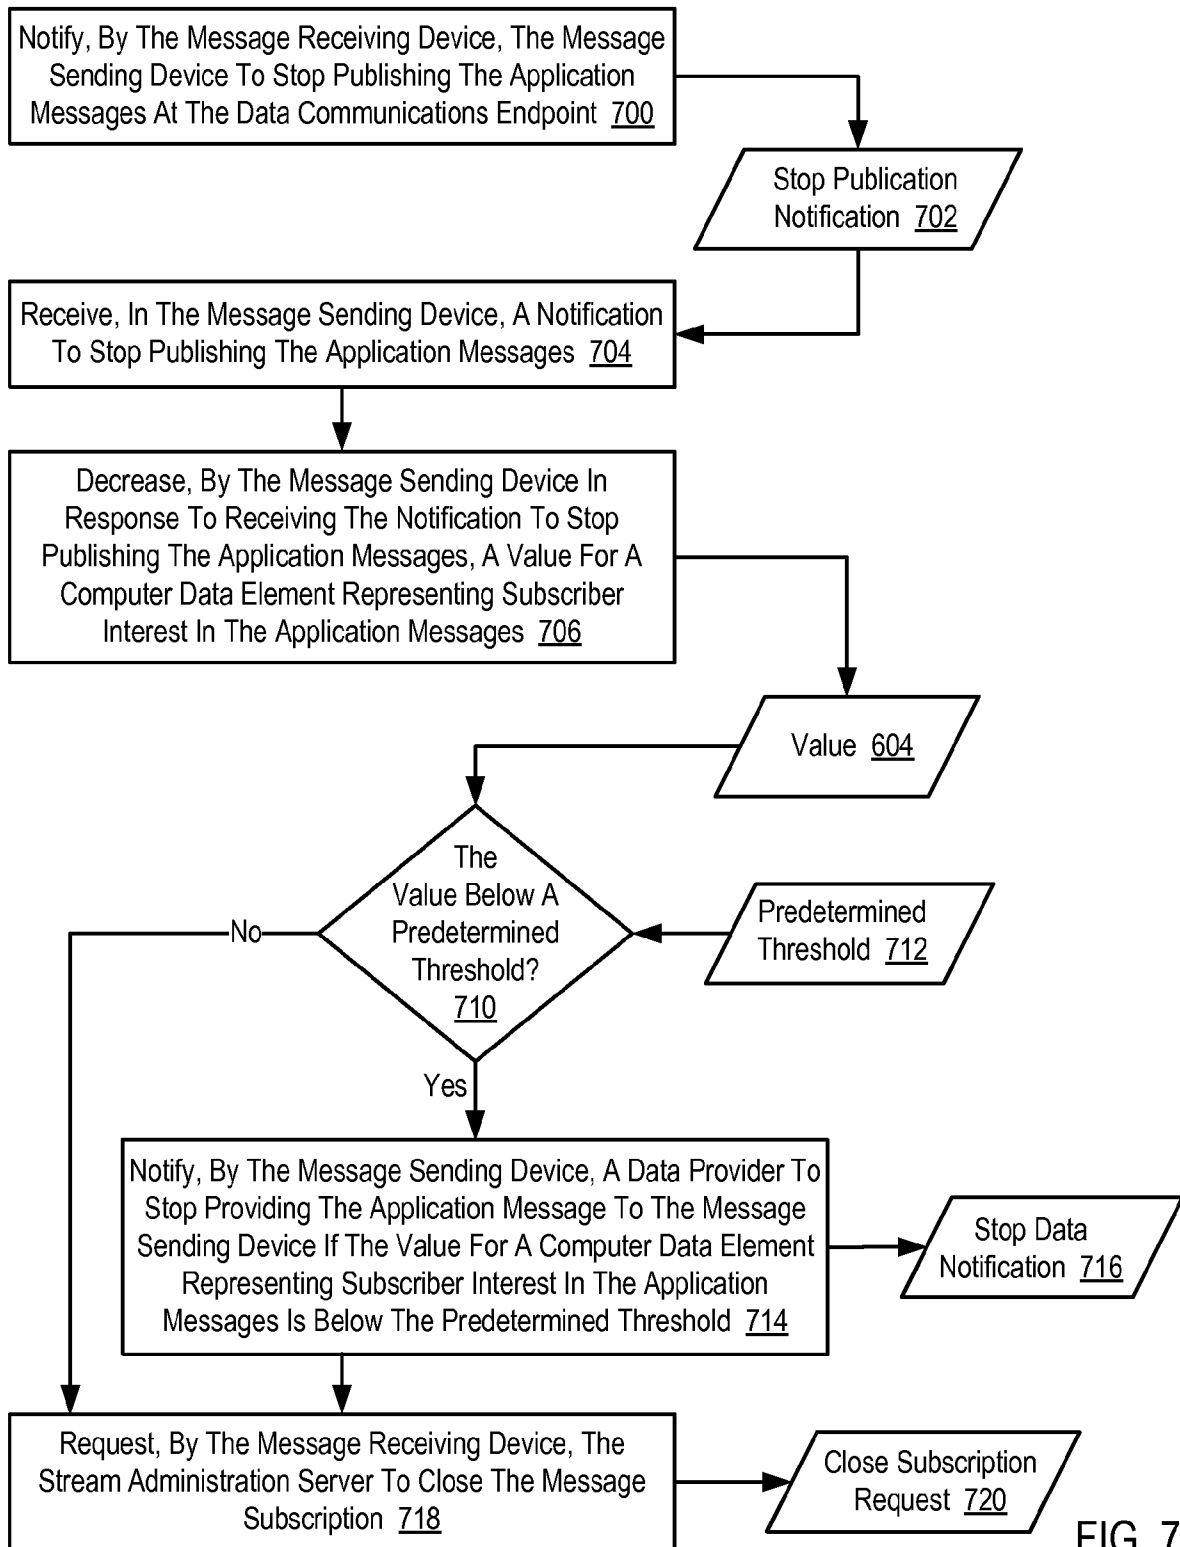 Notify, By The Message Receiving Device, The Message
Sending Device To Stop Publishing The Application
Messages At The Data Communications Endpoint 700
Stop Publication
Notification 702
Receive, In The Message Sending Device, A Notification
To Stop Publishing The Application Messages 704
Decrease, By The Message Sending Device In
Response To Receiving The Notification To Stop
Publishing The Application Messages, A Value For A
Computer Data Element Representing Subscriber
Interest In The Application Messages 706
Value 604
The
Value Below A
Predetermined
Threshold?
710
No
Predetermined
Threshold 712
Yes
Notify, By The Message Sending Device, A Data Provider To
Stop Providing The Application Message To The Message
Sending Device If The Value For A Computer Data Element
Representing Subscriber Interest In The Application
Messages Is Below The Predetermined Threshold 714
Stop Data
Notification 716
Request, By The Message Receiving Device, The
Stream Administration Server To Close The Message
Subscription 718
Close Subscription
Request 720
FIG. 7